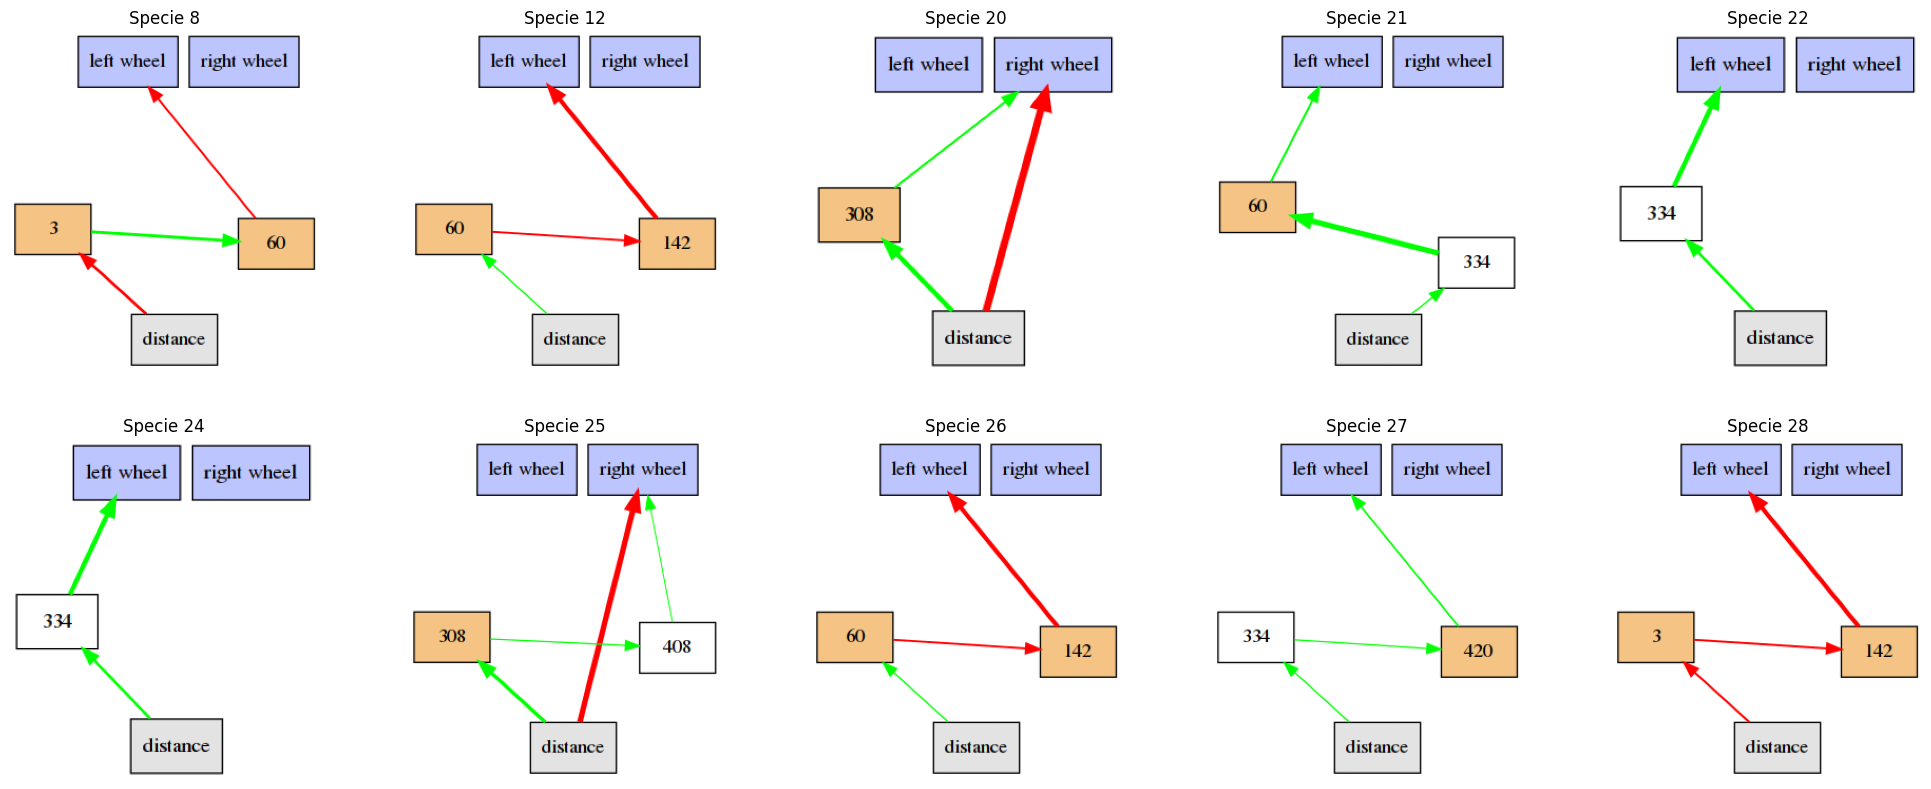 Specie 8
left wheel
right wheel
3
60
distance
Specie 12
left wheel
right wheel
60
142
distance
Specie 20
left wheel
right wheel
308
distance
Specie 21
left wheel
right wheel
60
334
distance
Specie 22
left wheel
right wheel
334
distance
Specie 24
left wheel
right wheel
334
distance
Specie 25
left wheel
right wheel
308
408
distance
Specie 26
left wheel
right wheel
60
142
distance
Specie 27
left wheel
right wheel
334
420
distance
Specie 28
left wheel
right wheel
3
142
distance